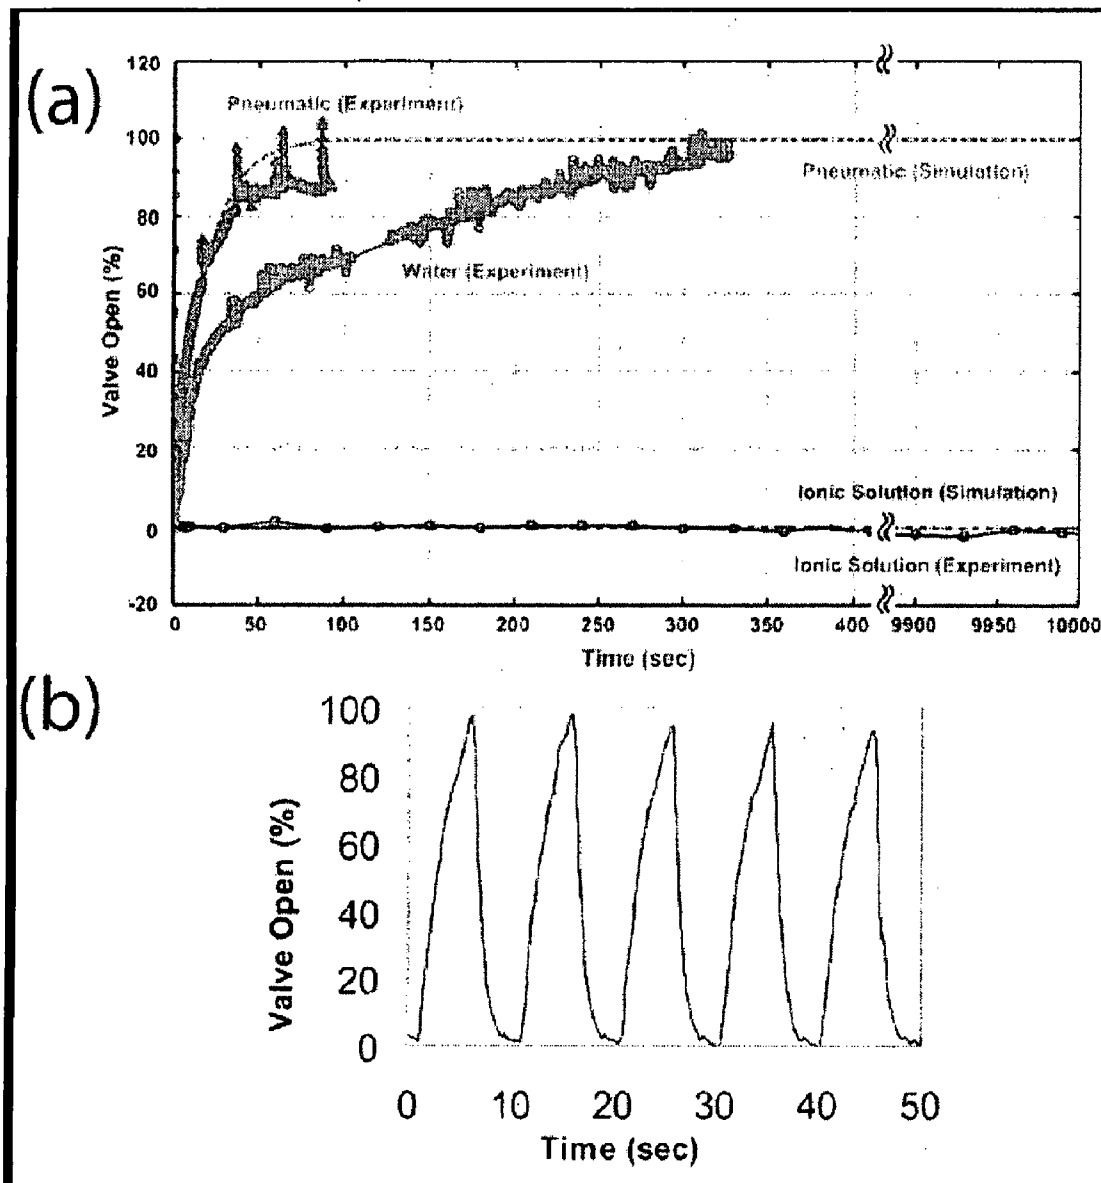 (a)
120
100
80
60
40
20
0
-20
Valve Open (%)
Pneumatic (Experiment)
Pneumatic (Simulation)
Water (Experiment)
Ionic Solution (Simulation)
Ionic Solution (Experiment)
0 50 100 150 200 250 300 350 400 9900 9950 10000
Time (sec)
(b)
100
80
60
40
20
0
Valve Open (%)
0 10 20 30 40 50
Time (sec)